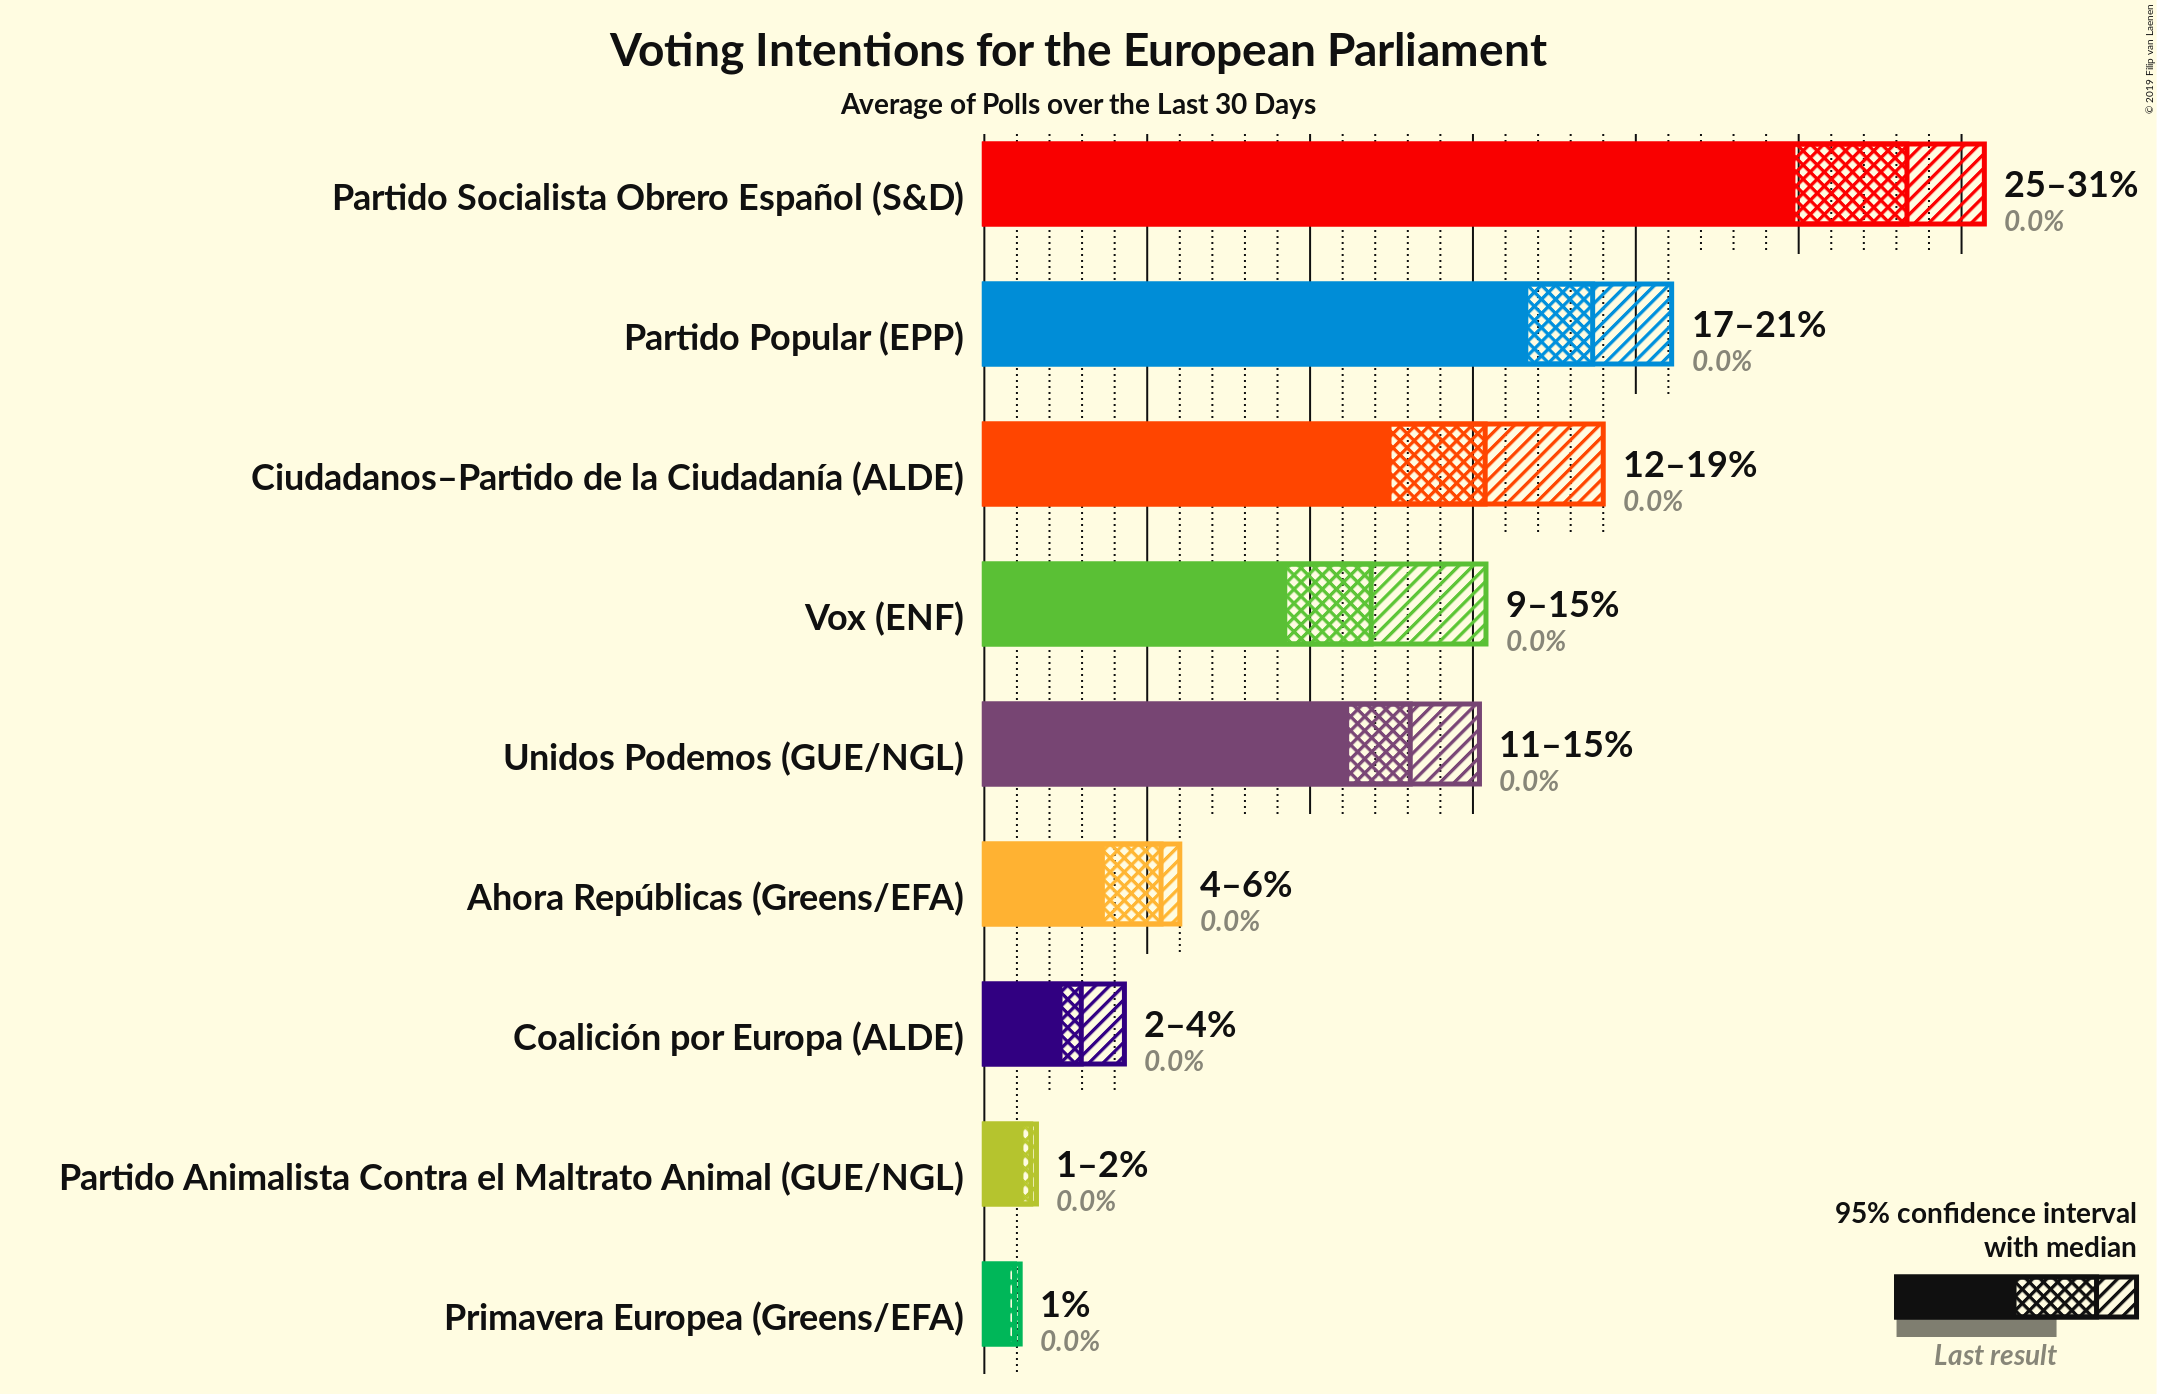 © 2019 Filip van Laenen
Voting Intentions for the European Parliament
Average of Polls over the Last 30 Days
Partido Socialista Obrero Español (S&D)
25–31%
0.0%
Partido Popular (EPP)
17–21%
0.0%
Ciudadanos–Partido de la Ciudadanía (ALDE)
12–19%
0.0%
Vox (ENF)
9–15%
0.0%
Unidos Podemos (GUE/NGL)
11–15%
0.0%
Ahora Repúblicas (Greens/EFA)
4–6%
0.0%
Coalición por Europa (ALDE)
2–4%
0.0%
Partido Animalista Contra el Maltrato Animal (GUE/NGL)
1–2%
0.0%
Primavera Europea (Greens/EFA)
1%
0.0%
95% confidence interval
with median
Last result